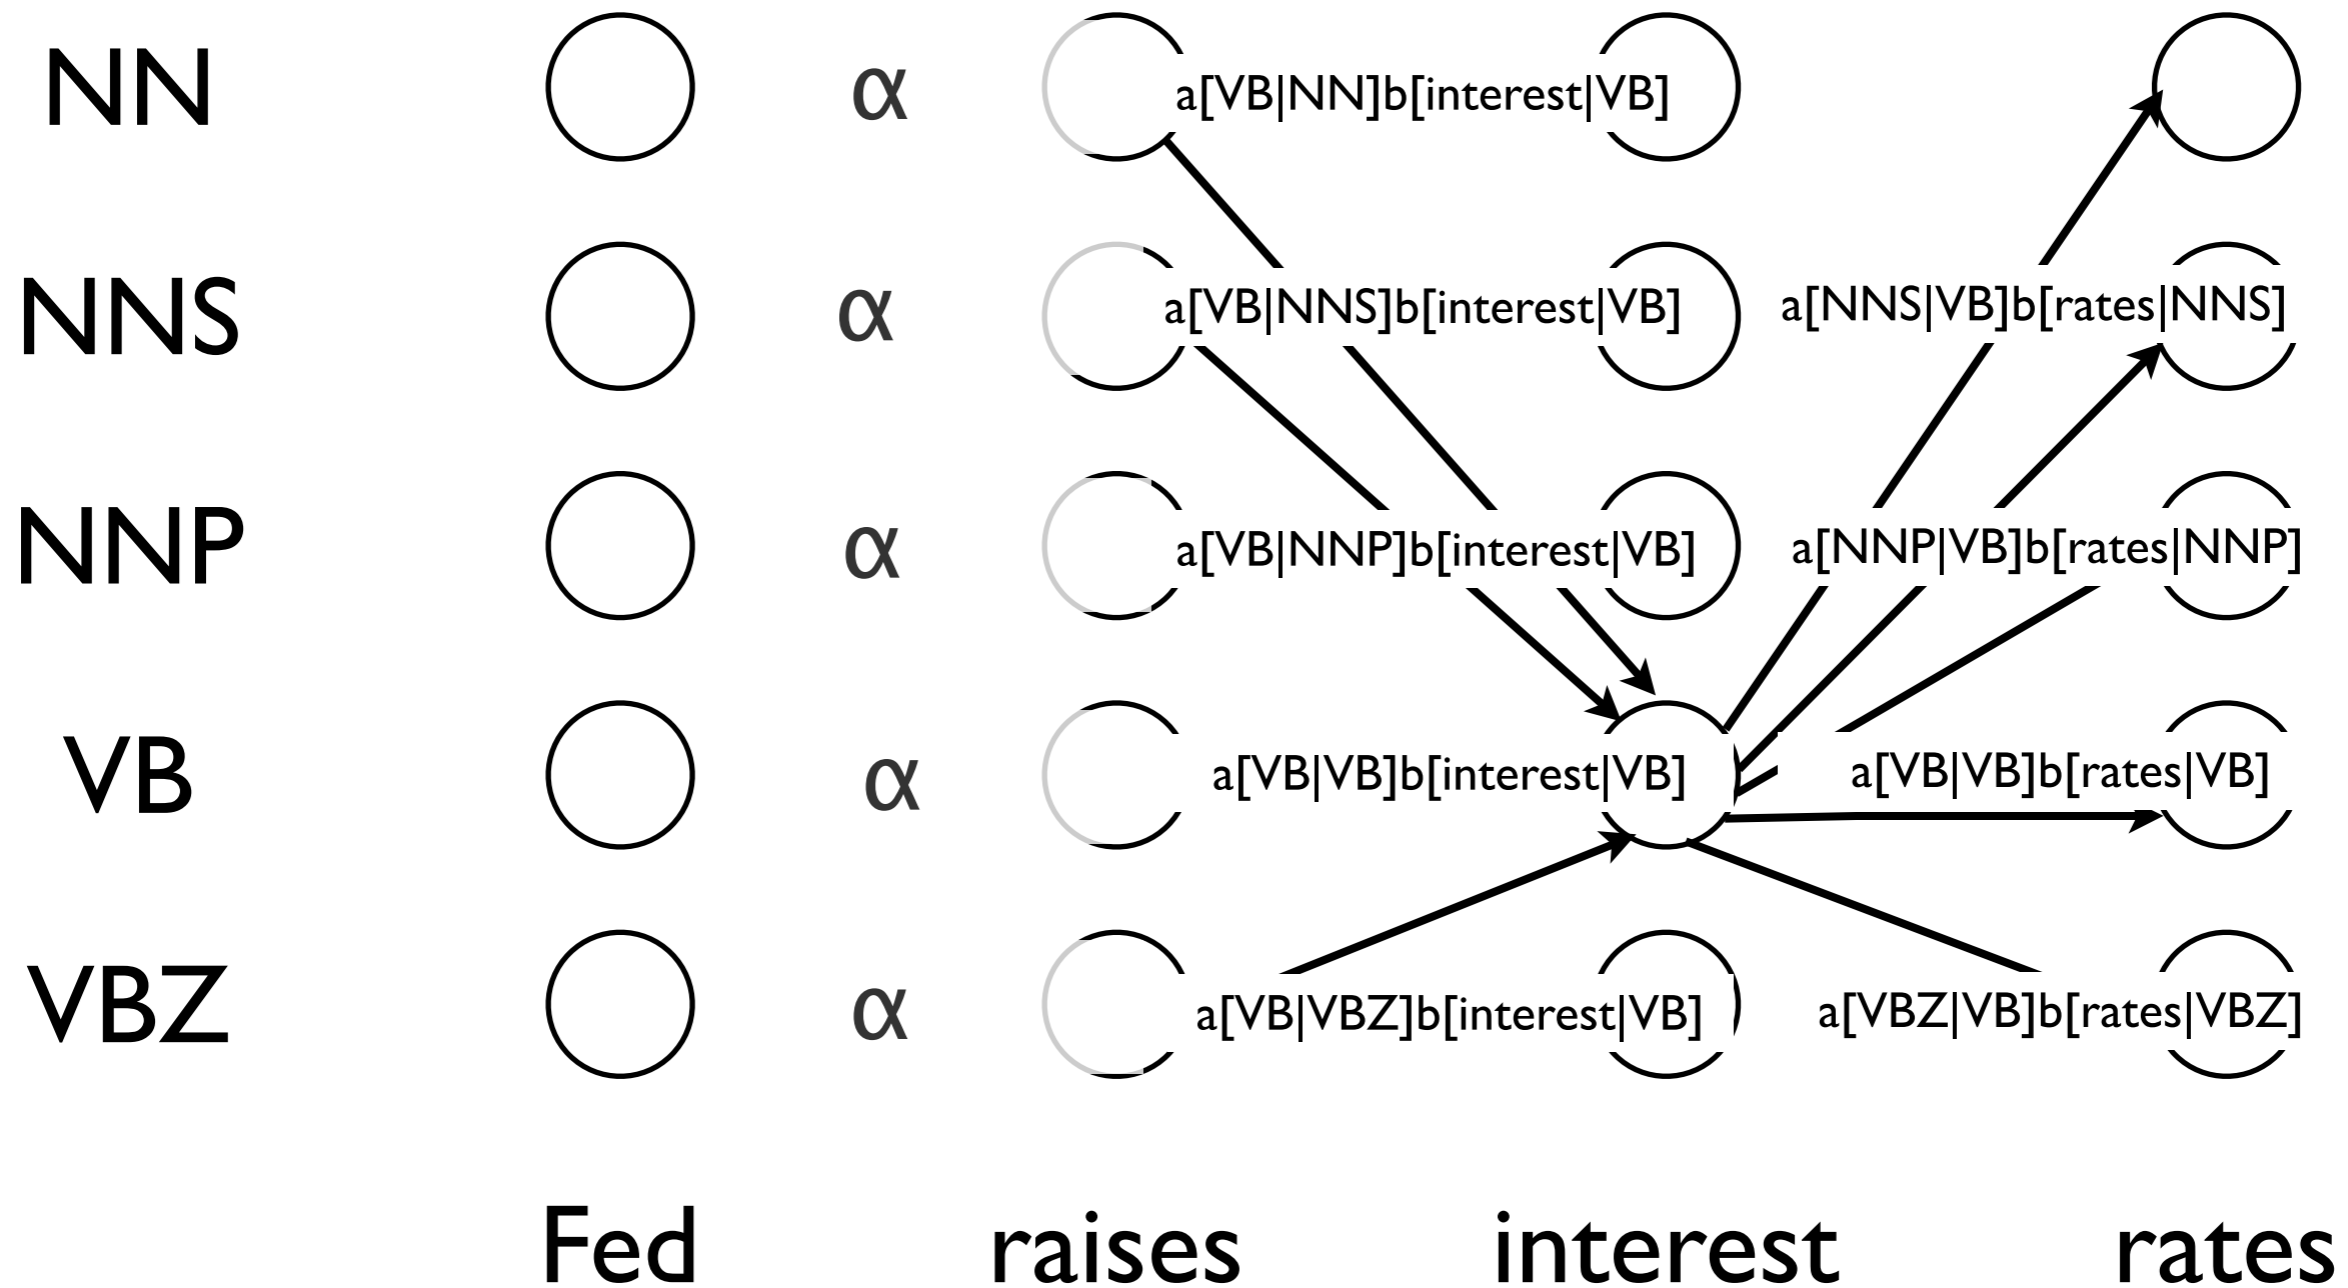 NN α a[VB|NN]b[interest|VB]
NNS α a[VB|NNS]b[interest|VB] a[NNS|VB]b[rates|NNS]
NNP α a[VB|NNP]b[interest|VB] a[NNP|VB]b[rates|NNP]
VB α a[VB|VB]b[interest|VB] a[VB|VB]b[rates|VB]
VBZ α a[VB|VBZ]b[interest|VB] a[VBZ|VB]b[rates|VBZ]
Fed raises interest rates